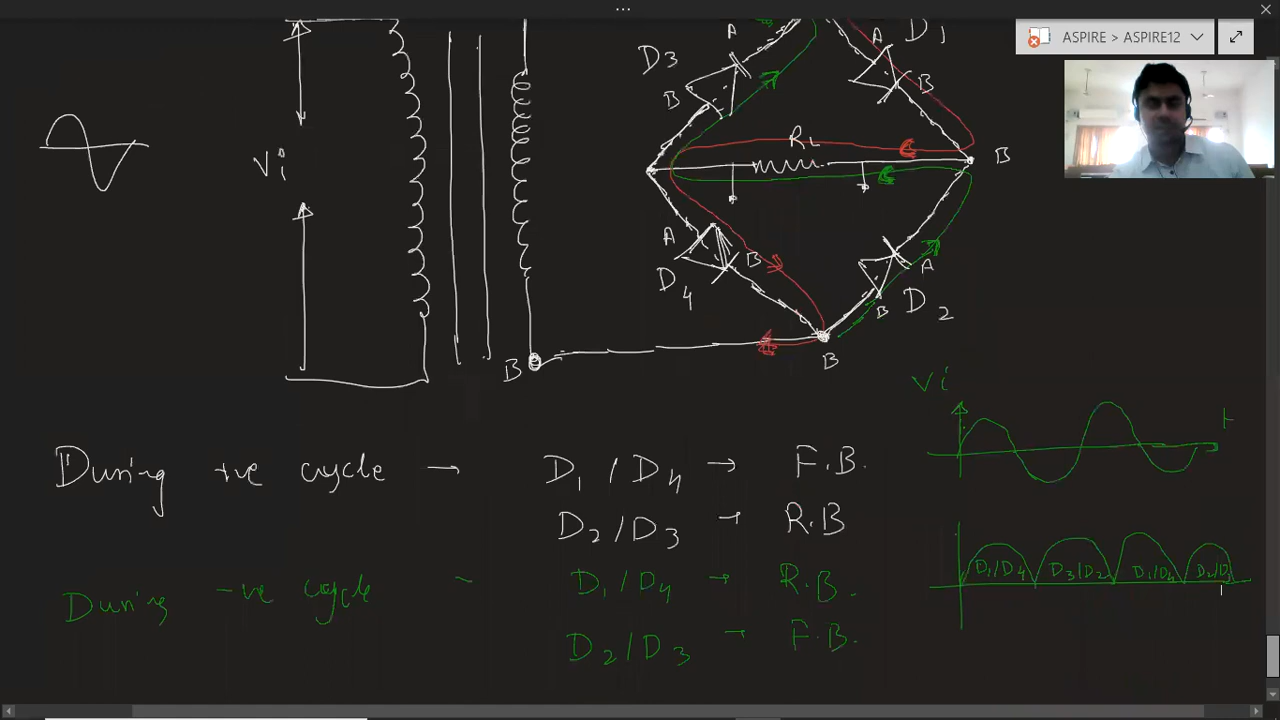 ASPIRE > ASPIRE12
A
D1
D3
A
B
B
RL
Vi
B
A
B
D4
A
D2
B
B
B
Vi
t
During +ve cycle → D1/D4 → F.B.
D2/D3 → R.B
D1/D4 D3/D2 D1/D4 D2/D3
During -ve cycle - D1/D4 → R.B.
D2/D3 → F.B.